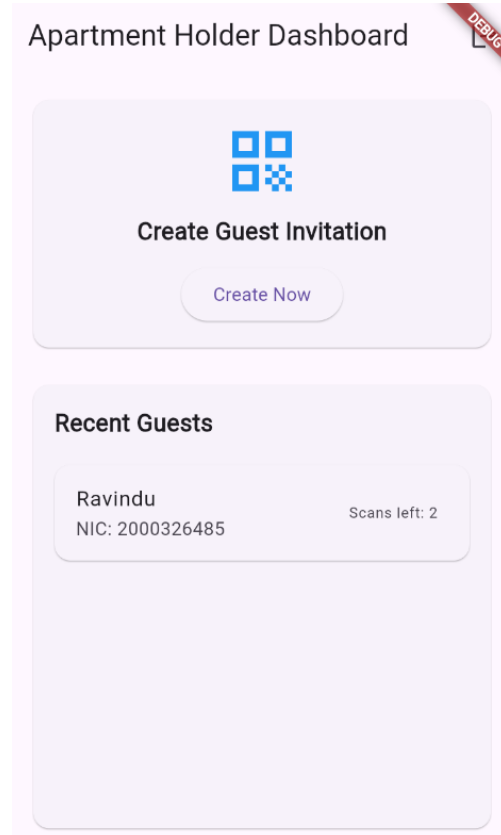 Apartment Holder Dashboard
DEBUG
Create Guest Invitation
Create Now
Recent Guests
Ravindu
Scans left: 2
NIC: 2000326485